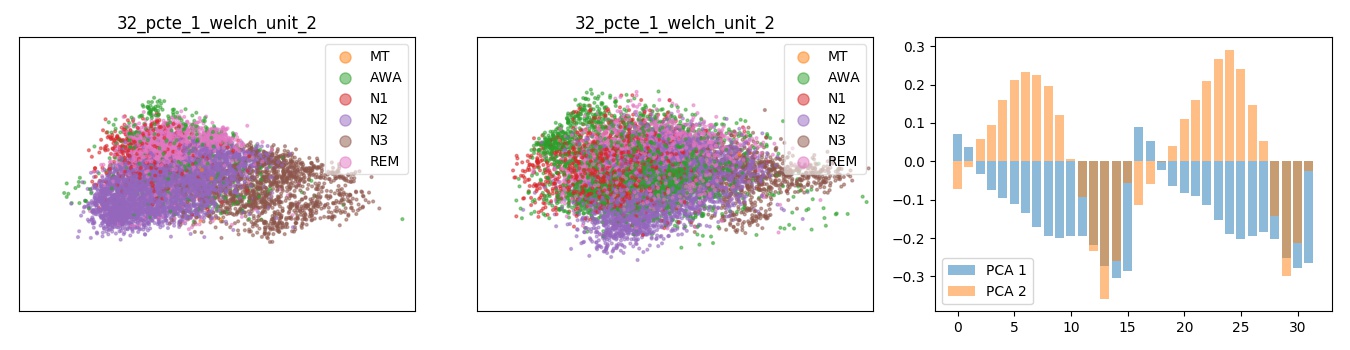 32_pcte_1_welch_unit_2
MT
AWA
N1
N2
N3
REM
32_pcte_1_welch_unit_2
MT
AWA
N1
N2
N3
REM
0.3
0.2
0.1
0.0
−0.1
−0.2
−0.3
PCA 1
PCA 2
0 5 10 15 20 25 30